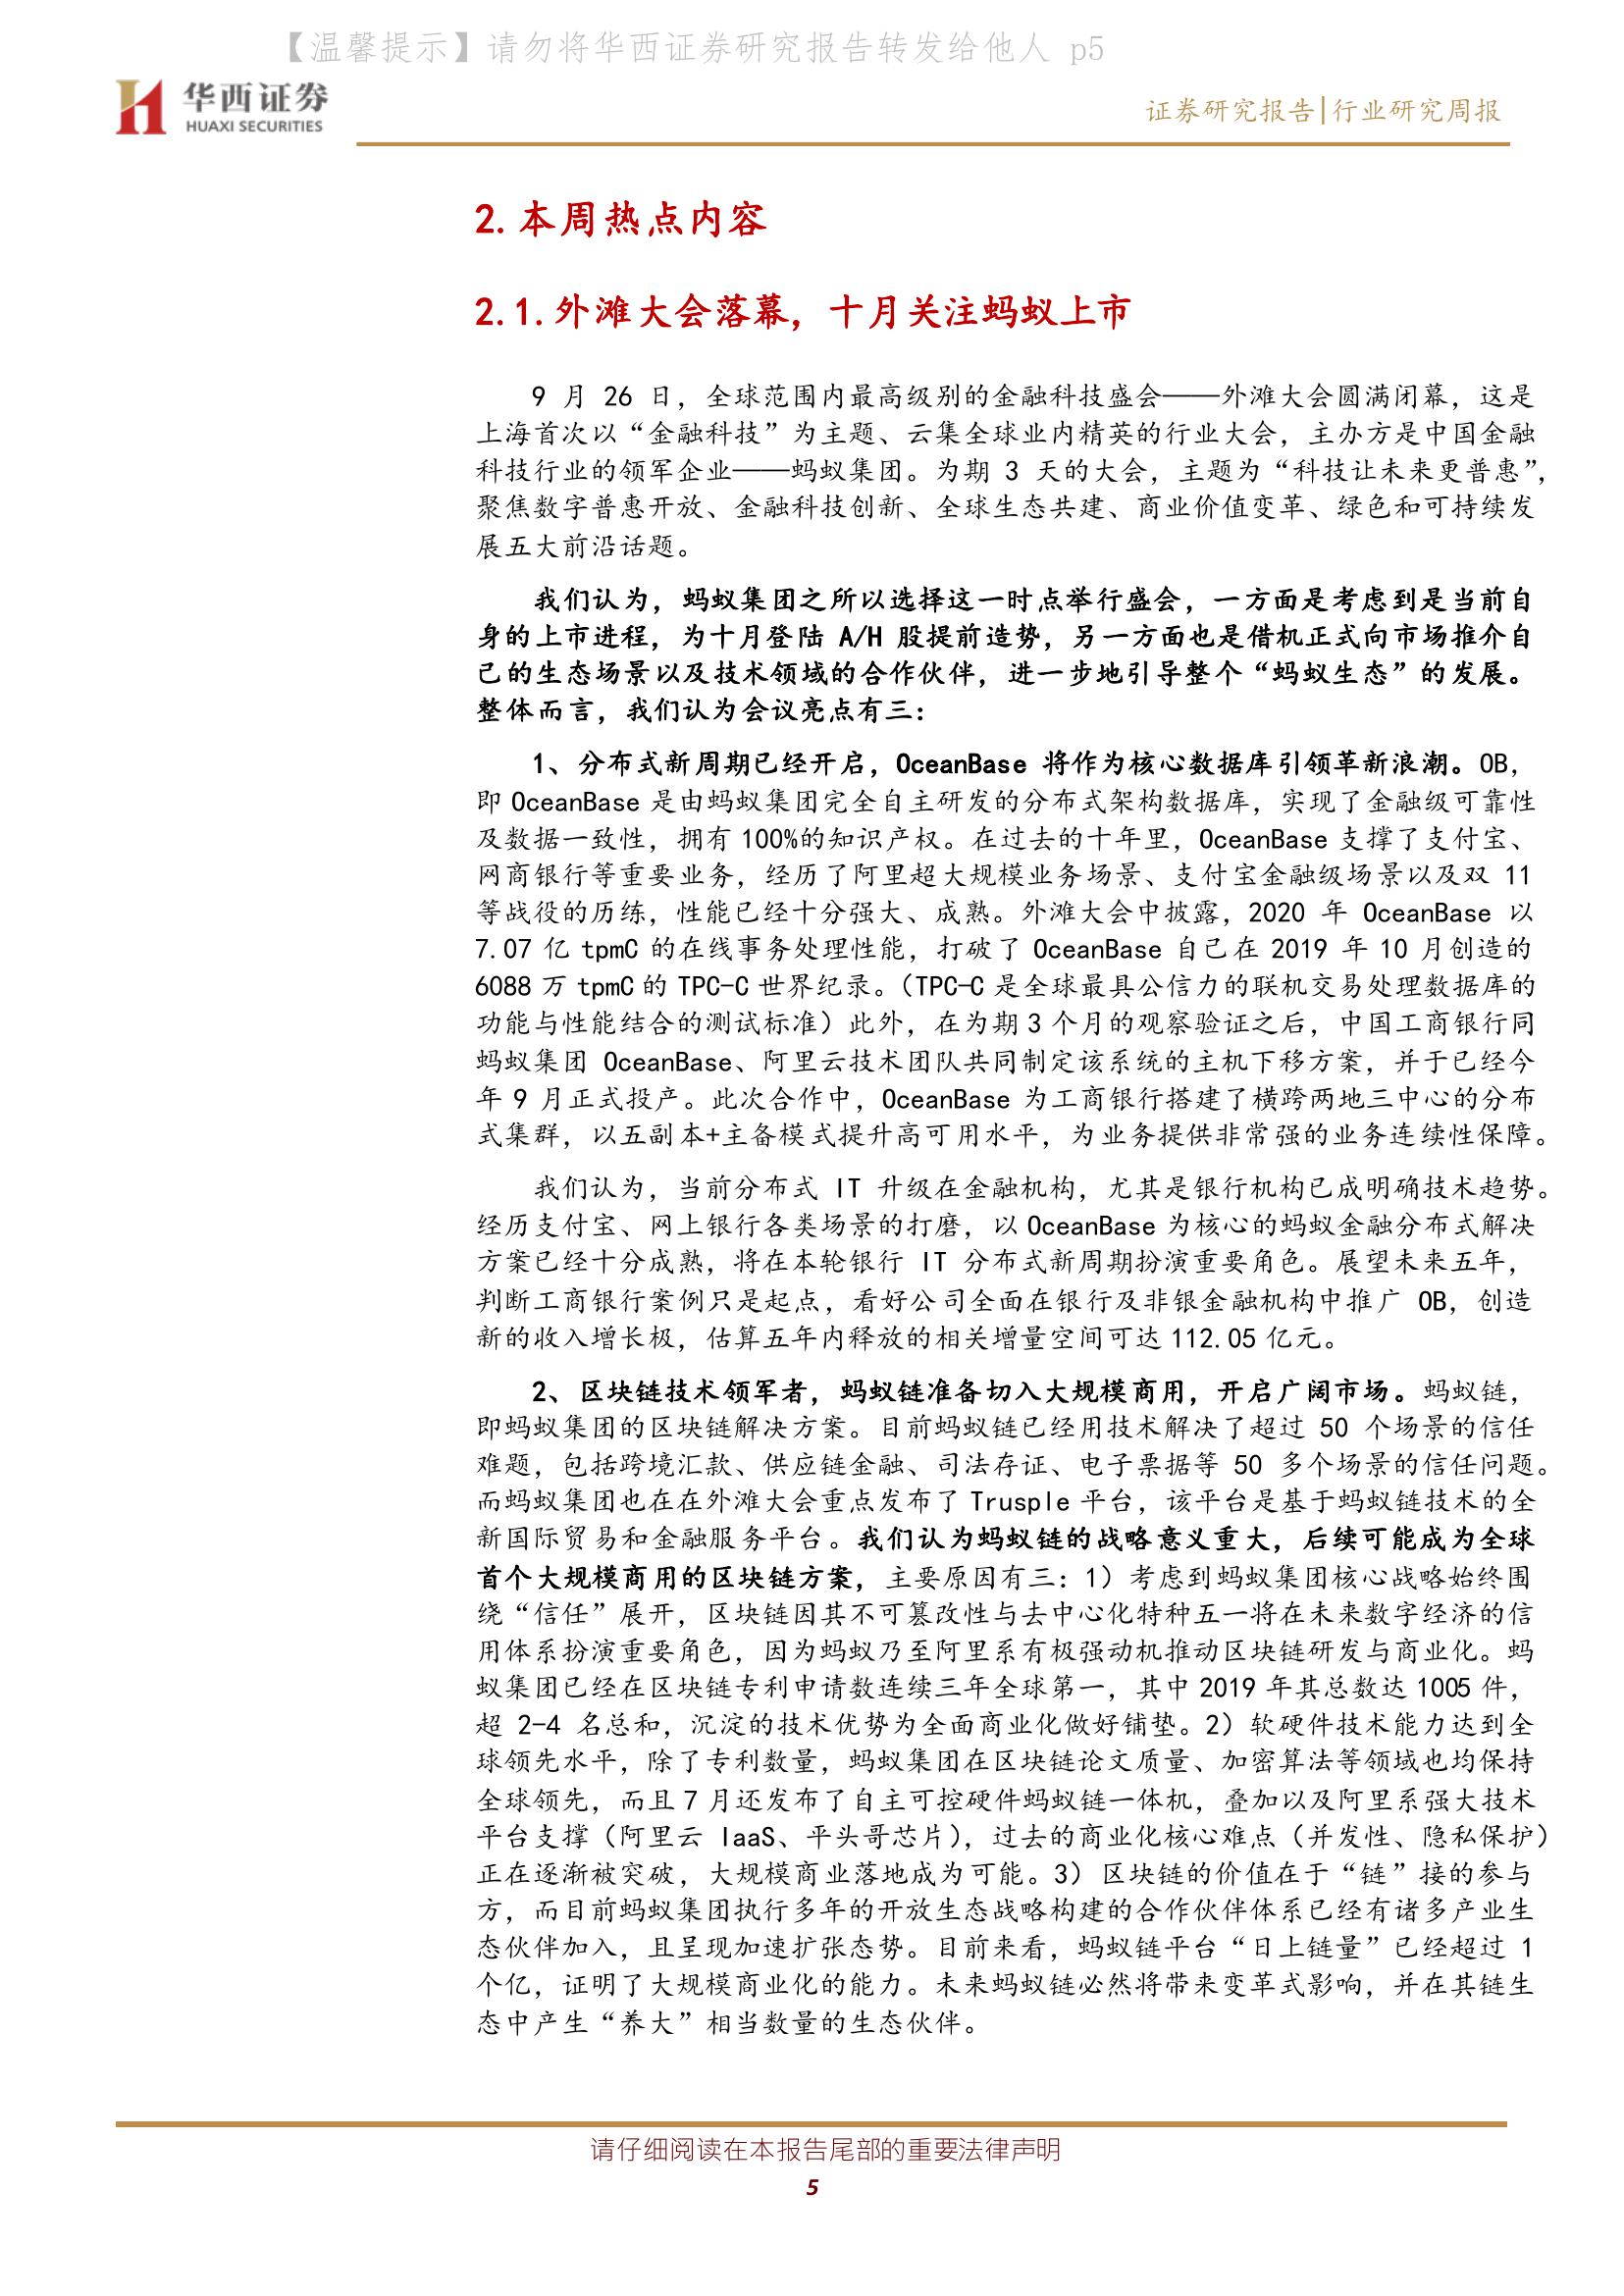 【温馨提示】请勿将华西证券研究报告转发给他人 p5
华西证券
HUAXI SECURITIES
证券研究报告|行业研究周报
2.本周热点内容
2.1.外滩大会落幕，十月关注蚂蚁上市
9 月 26 日，全球范围内最高级别的金融科技盛会——外滩大会圆满闭幕，这是
上海首次以“金融科技”为主题、云集全球业内精英的行业大会，主办方是中国金融
科技行业的领军企业——蚂蚁集团。为期 3 天的大会，主题为“科技让未来更普惠”，
聚焦数字普惠开放、金融科技创新、全球生态共建、商业价值变革、绿色和可持续发
展五大前沿话题。
我们认为，蚂蚁集团之所以选择这一时点举行盛会，一方面是考虑到是当前自
身的上市进程，为十月登陆 A/H 股提前造势，另一方面也是借机正式向市场推介自
己的生态场景以及技术领域的合作伙伴，进一步地引导整个“蚂蚁生态”的发展。
整体而言，我们认为会议亮点有三：
1、分布式新周期已经开启，OceanBase 将作为核心数据库引领革新浪潮。OB，
即 OceanBase 是由蚂蚁集团完全自主研发的分布式架构数据库，实现了金融级可靠性
及数据一致性，拥有 100%的知识产权。在过去的十年里，OceanBase 支撑了支付宝、
网商银行等重要业务，经历了阿里超大规模业务场景、支付宝金融级场景以及双 11
等战役的历练，性能已经十分强大、成熟。外滩大会中披露，2020 年 OceanBase 以
7.07 亿 tpmC 的在线事务处理性能，打破了 OceanBase 自己在 2019 年 10 月创造的
6088 万 tpmC 的 TPC-C 世界纪录。（TPC-C 是全球最具公信力的联机交易处理数据库的
功能与性能结合的测试标准）此外，在为期 3 个月的观察验证之后，中国工商银行同
蚂蚁集团 OceanBase、阿里云技术团队共同制定该系统的主机下移方案，并于已经今
年 9 月正式投产。此次合作中，OceanBase 为工商银行搭建了横跨两地三中心的分布
式集群，以五副本+主备模式提升高可用水平，为业务提供非常强的业务连续性保障。
我们认为，当前分布式 IT 升级在金融机构，尤其是银行机构已成明确技术趋势。
经历支付宝、网上银行各类场景的打磨，以 OceanBase 为核心的蚂蚁金融分布式解决
方案已经十分成熟，将在本轮银行 IT 分布式新周期扮演重要角色。展望未来五年，
判断工商银行案例只是起点，看好公司全面在银行及非银金融机构中推广 OB，创造
新的收入增长极，估算五年内释放的相关增量空间可达 112.05 亿元。
2、区块链技术领军者，蚂蚁链准备切入大规模商用，开启广阔市场。蚂蚁链，
即蚂蚁集团的区块链解决方案。目前蚂蚁链已经用技术解决了超过 50 个场景的信任
难题，包括跨境汇款、供应链金融、司法存证、电子票据等 50 多个场景的信任问题。
而蚂蚁集团也在在外滩大会重点发布了 Trusple 平台，该平台是基于蚂蚁链技术的全
新国际贸易和金融服务平台。我们认为蚂蚁链的战略意义重大，后续可能成为全球
首个大规模商用的区块链方案，主要原因有三：1）考虑到蚂蚁集团核心战略始终围
绕“信任”展开，区块链因其不可篡改性与去中心化特种五一将在未来数字经济的信
用体系扮演重要角色，因为蚂蚁乃至阿里系有极强动机推动区块链研发与商业化。蚂
蚁集团已经在区块链专利申请数连续三年全球第一，其中 2019 年其总数达 1005 件，
超 2-4 名总和，沉淀的技术优势为全面商业化做好铺垫。2）软硬件技术能力达到全
球领先水平，除了专利数量，蚂蚁集团在区块链论文质量、加密算法等领域也均保持
全球领先，而且 7 月还发布了自主可控硬件蚂蚁链一体机，叠加以及阿里系强大技术
平台支撑（阿里云 IaaS、平头哥芯片），过去的商业化核心难点（并发性、隐私保护）
正在逐渐被突破，大规模商业落地成为可能。3）区块链的价值在于“链”接的参与
方，而目前蚂蚁集团执行多年的开放生态战略构建的合作伙伴体系已经有诸多产业生
态伙伴加入，且呈现加速扩张态势。目前来看，蚂蚁链平台“日上链量”已经超过 1
个亿，证明了大规模商业化的能力。未来蚂蚁链必然将带来变革式影响，并在其链生
态中产生“养大”相当数量的生态伙伴。
请仔细阅读在本报告尾部的重要法律声明
5